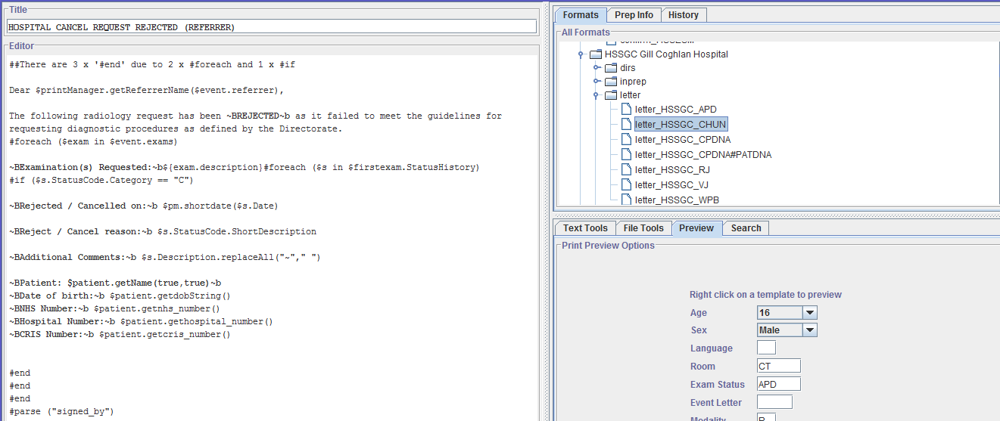 Title
HOSPITAL CANCEL REQUEST REJECTED (REFERRER)
Editor
##There are 3 x '#end' due to 2 x #foreach and 1 x #if
Dear $printManager.getReferrerName($event.referrer),
The following radiology request has been ~BREJECTED~b as it failed to meet the guidelines for
requesting diagnostic procedures as defined by the Directorate.
#foreach ($exam in $event.exams)
~BExamination(s) Requested:~b${exam.description}#foreach ($s in $firstexam.StatusHistory)
#if ($s.StatusCode.Category == "C")
~BRejected / Cancelled on:~b $pm.shortdate($s.Date)
~BReject / Cancel reason:~b $s.StatusCode.ShortDescription
~BAdditional Comments:~b $s.Description.replaceAll("~"," ")
~BPatient: $patient.getName(true,true)~b
~BDate of birth:~b $patient.getdobString()
~BNHS Number:~b $patient.getnhs_number()
~BHospital Number:~b $patient.gethospital_number()
~BCRIS Number:~b $patient.getcris_number()
#end
#end
#end
#parse ("signed_by")
Formats Prep Info History
All Formats
HSSGC Gill Coghlan Hospital
dirs
inprep
letter
letter_HSSGC_APD
letter_HSSGC_CHUN
letter_HSSGC_CPDNA
letter_HSSGC_CPDNA#PATDNA
letter_HSSGC_RJ
letter_HSSGC_VJ
letter_HSSGC_WPB
Text Tools File Tools Preview Search
Print Preview Options
Right click on a template to preview
Age 16
Sex Male
Language
Room CT
Exam Status APD
Event Letter
Modality